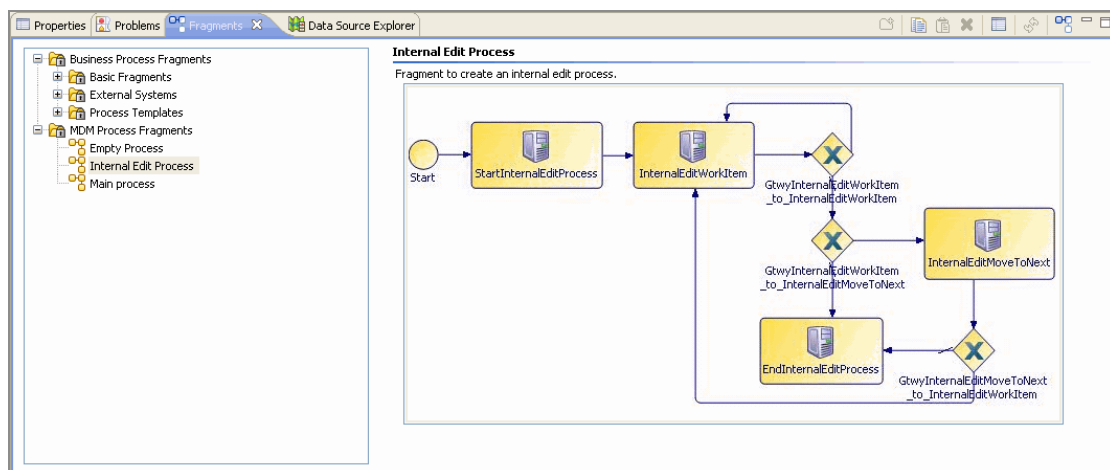 Properties Problems Fragments Data Source Explorer
Business Process Fragments
Basic Fragments
External Systems
Process Templates
MDM Process Fragments
Empty Process
Internal Edit Process
Main process
Internal Edit Process
Fragment to create an internal edit process.
Start
StartInternalEditProcess
InternalEditWorkItem
GtwyInternalEditWorkItem
_to_InternalEditWorkItem
GtwyInternalEditWorkItem
_to_InternalEditMoveToNext
InternalEditMoveToNext
EndInternalEditProcess
GtwyInternalEditMoveToNext
_to_InternalEditWorkItem